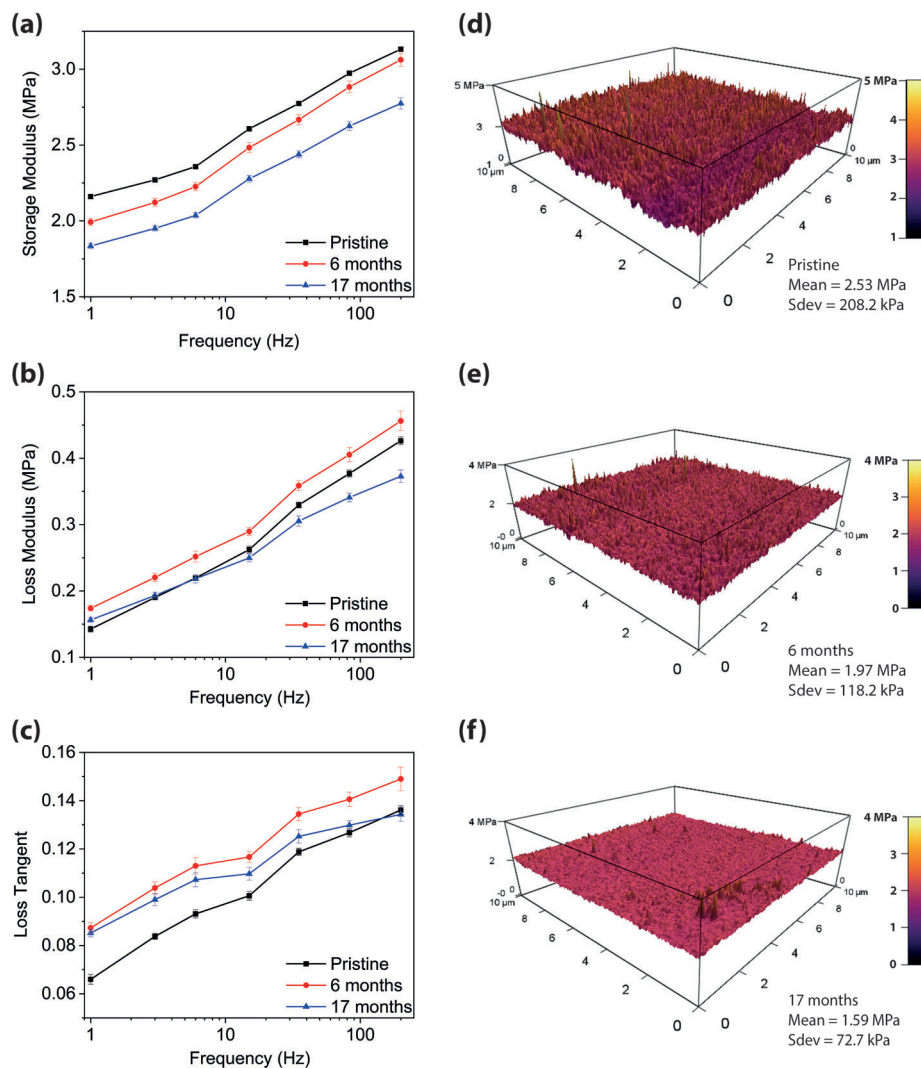 (a)
Storage Modulus (MPa)
3.0
2.5
2.0
1.5
Pristine
6 months
17 months
1 10 100
Frequency (Hz)
(b)
Loss Modulus (MPa)
0.5
0.4
0.3
0.2
0.1
Pristine
6 months
17 months
1 10 100
Frequency (Hz)
(c)
Loss Tangent
0.16
0.14
0.12
0.10
0.08
0.06
Pristine
6 months
17 months
1 10 100
Frequency (Hz)
(d)
5 MPa
3
1
0
10 µm
8
6
4
2
0
0
2
4
6
8
10 µm
0
5 MPa
4
3
2
1
Pristine
Mean = 2.53 MPa
Sdev = 208.2 kPa
(e)
4 MPa
2
-0
0
10 µm
8
6
4
2
0
0
2
4
6
8
10 µm
0
4 MPa
3
2
1
0
6 months
Mean = 1.97 MPa
Sdev = 118.2 kPa
(f)
4 MPa
2
-0
0
10 µm
8
6
4
2
0
0
2
4
6
8
10 µm
0
4 MPa
3
2
1
0
17 months
Mean = 1.59 MPa
Sdev = 72.7 kPa